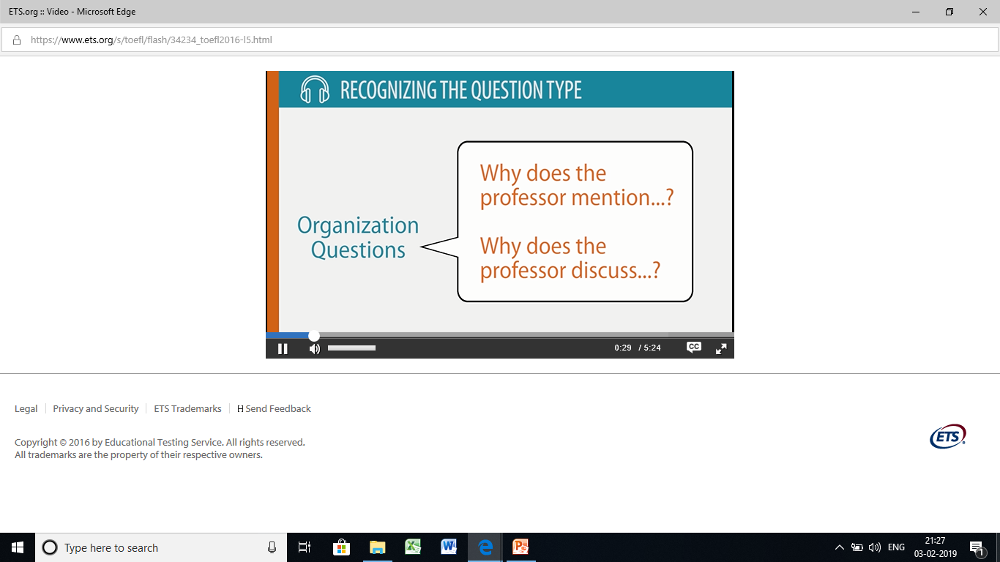 ETS.org :: Video - Microsoft Edge
https://www.ets.org/s/toefl/flash/34234_toefl2016-l5.html
RECOGNIZING THE QUESTION TYPE
Organization
Questions
Why does the
professor mention...?
Why does the
professor discuss...?
0:29 / 5:24
CC
Legal
Privacy and Security
ETS Trademarks
Send Feedback
Copyright © 2016 by Educational Testing Service. All rights reserved.
All trademarks are the property of their respective owners.
ETS®
Type here to search
ENG
21:27
03-02-2019
1